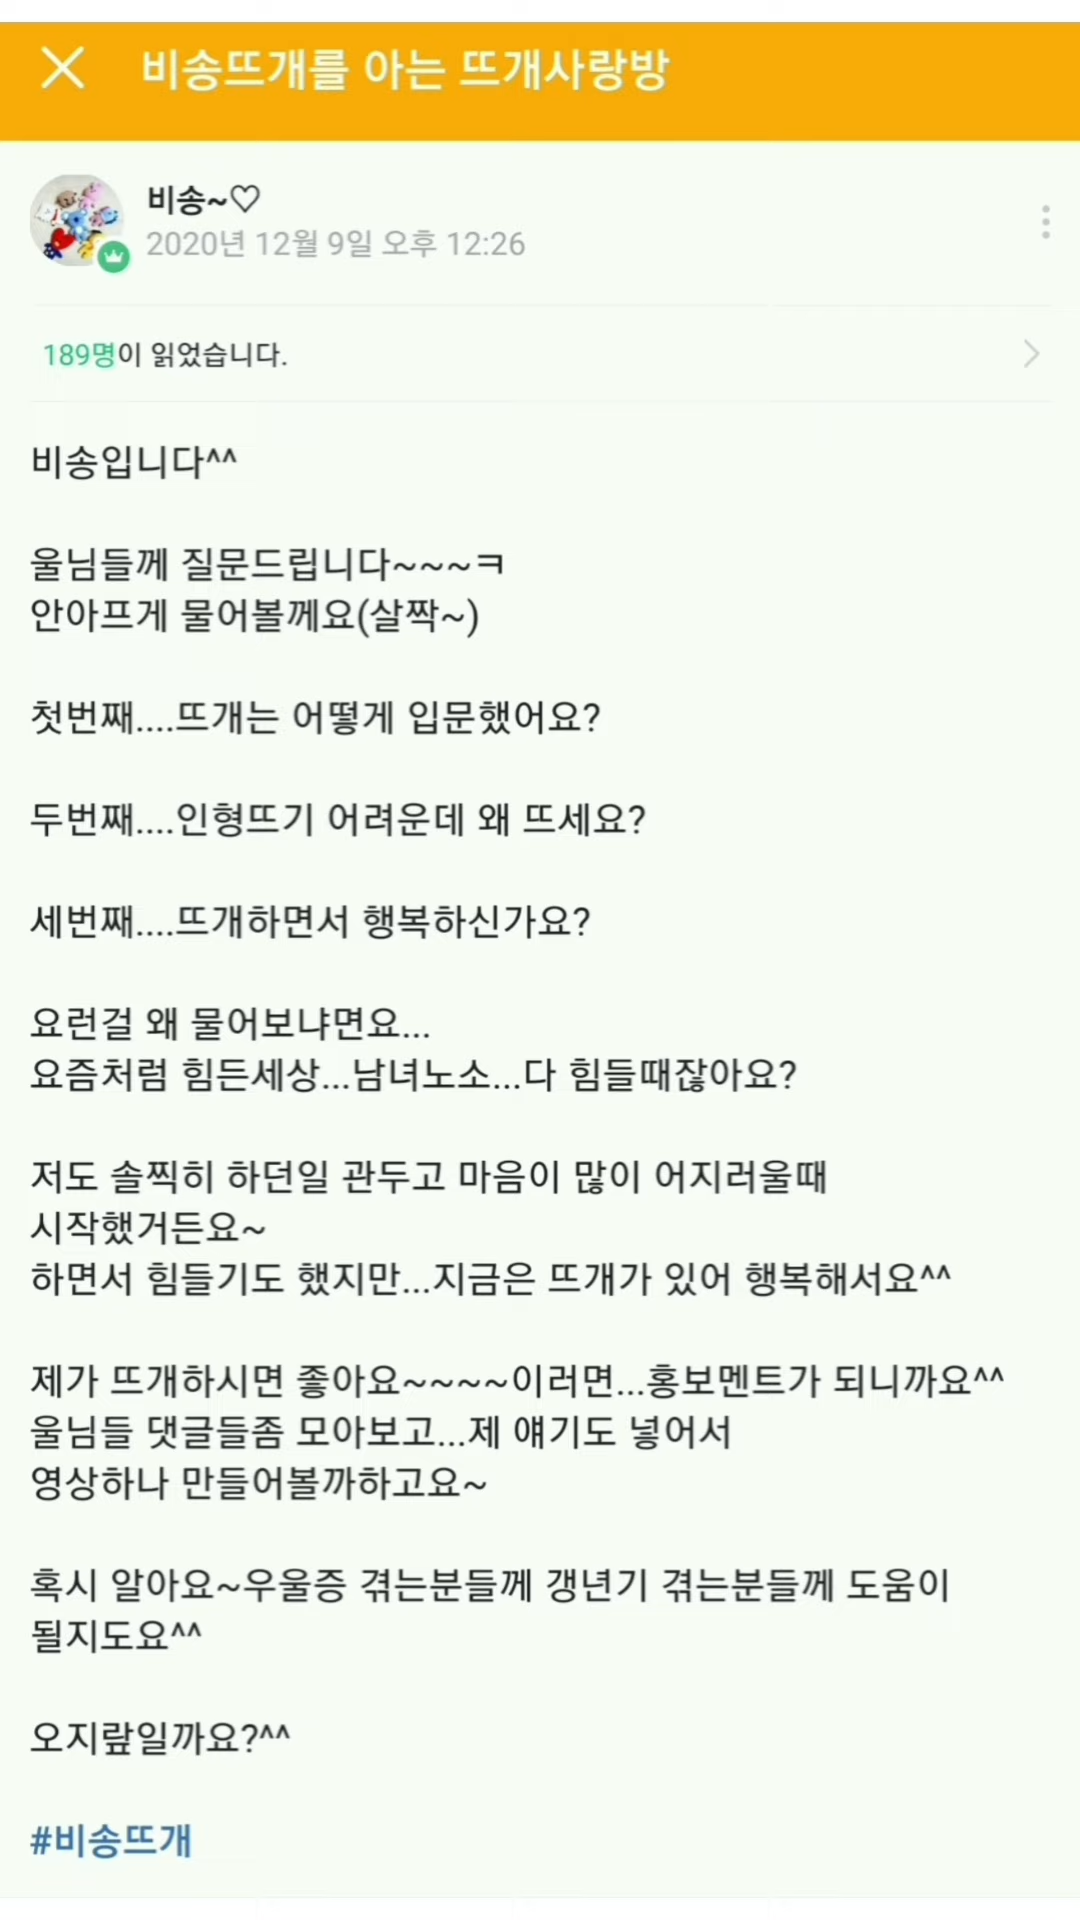 비송뜨개를 아는 뜨개사랑방
비송~♡
2020년 12월 9일 오후 12:26
189명이 읽었습니다.
비송입니다^^
울님들께 질문드립니다~~~ㅋ
안아프게 물어볼께요(살짝~)
첫번째....뜨개는 어떻게 입문했어요?
두번째....인형뜨기 어려운데 왜 뜨세요?
세번째....뜨개하면서 행복하신가요?
요런걸 왜 물어보냐면요...
요즘처럼 힘든세상...남녀노소...다 힘들때잖아요?
저도 솔찍히 하던일 관두고 마음이 많이 어지러울때
시작했거든요~
하면서 힘들기도 했지만...지금은 뜨개가 있어 행복해서요^^
제가 뜨개하시면 좋아요~~~~이러면...홍보멘트가 되니까요^^
울님들 댓글들좀 모아보고...제 얘기도 넣어서
영상하나 만들어볼까하고요~
혹시 알아요~우울증 겪는분들께 갱년기 겪는분들께 도움이
될지도요^^
오지랖일까요?^^
#비송뜨개